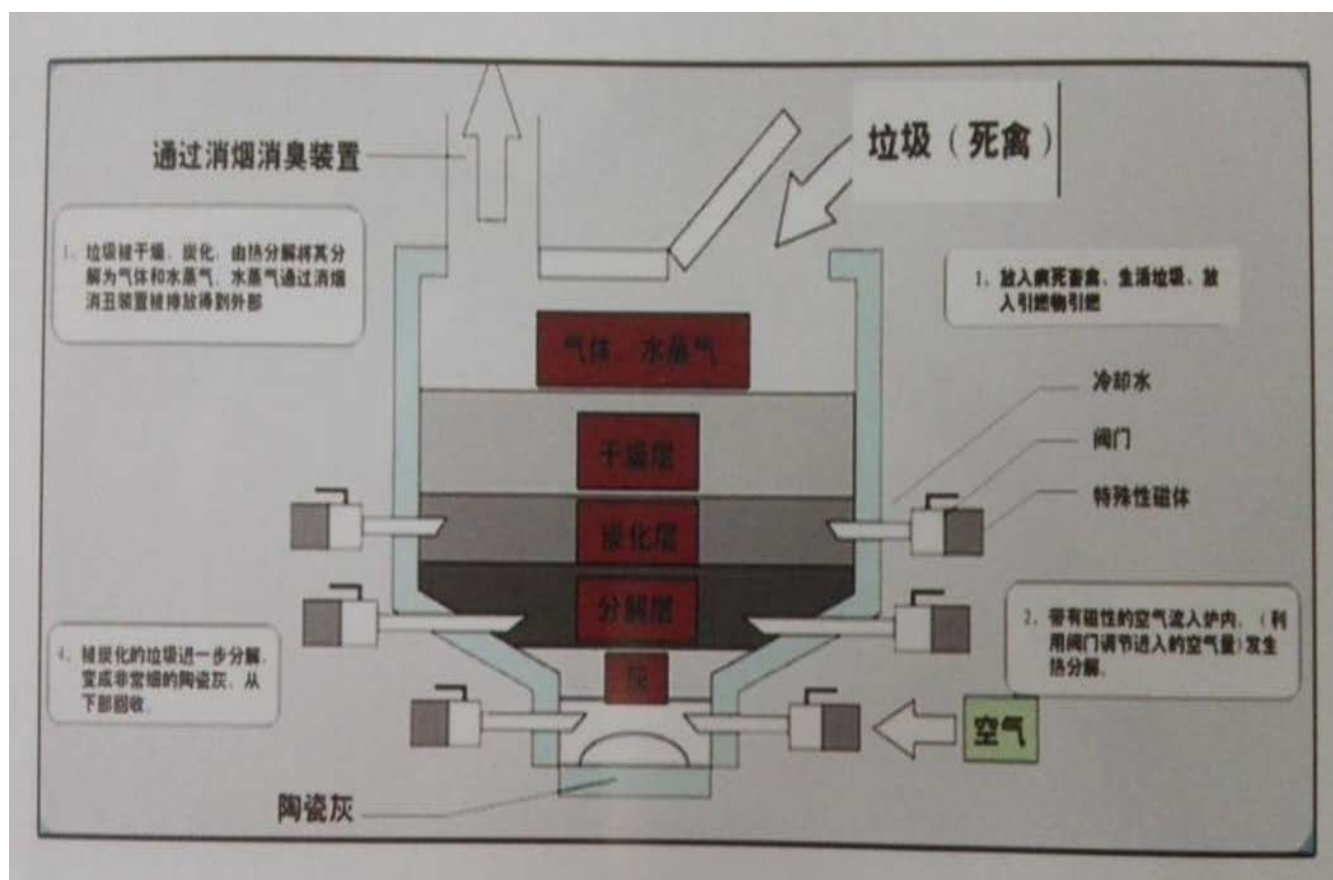 通过消烟消臭装置
垃圾（死禽）
1、垃圾被干燥、炭化、由热分解将其分
解为气体和水蒸气，水蒸气通过消烟
消丑装置被排放得到外部
1、放入病死畜禽、生活垃圾、放
入引燃物引燃
气体、水蒸气
冷却水
阀门
特殊性磁体
干燥层
炭化层
分解层
灰
2、带有磁性的空气流入炉内，（利
用阀门调节进入的空气量）发生
热分解.
4、被炭化的垃圾进一步分解，
变成非常细的陶瓷灰，从
下部回收.
空气
陶瓷灰